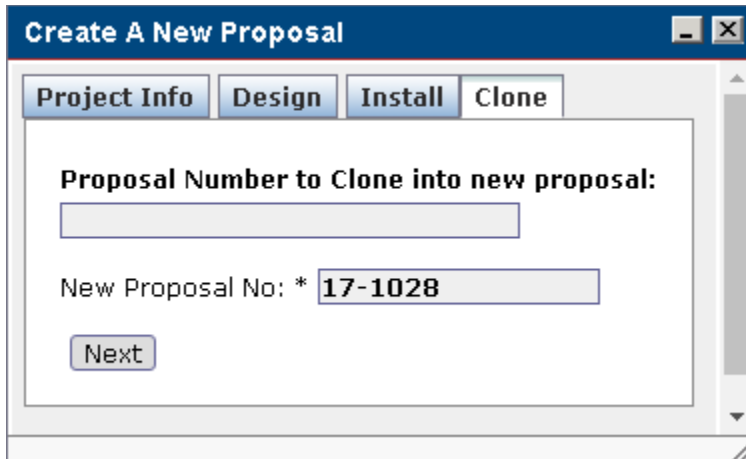 Create A New Proposal
Project Info Design Install Clone
Proposal Number to Clone into new proposal:
New Proposal No: * 17-1028
Next